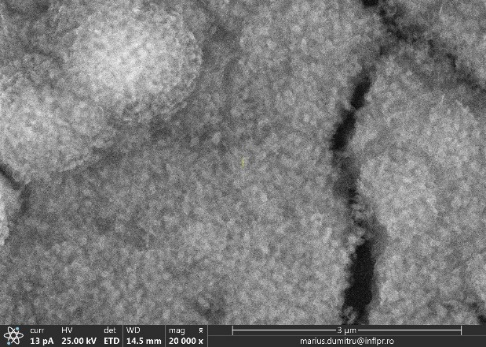 curr HV det WD mag 3 µm
13 pA 25.00 kV ETD 14.5 mm 20 000 x marius.dumitru@inflpr.ro